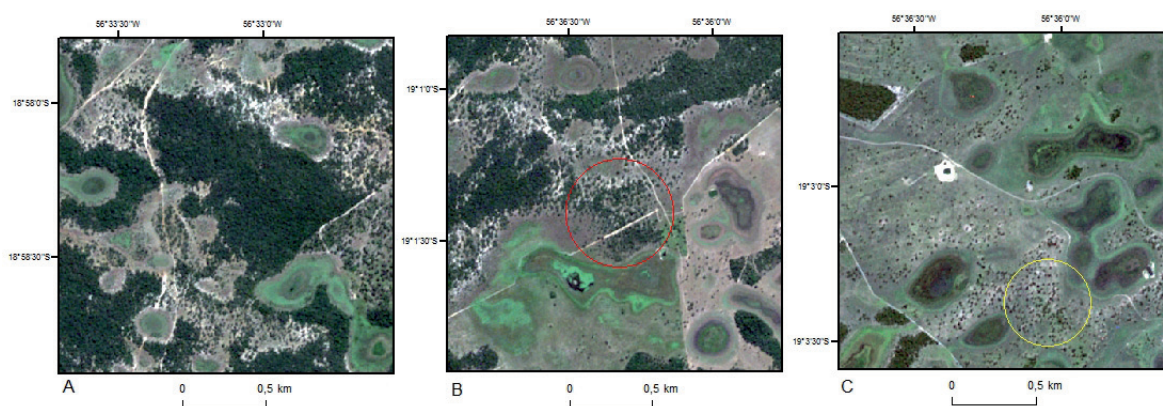 56°33'30"W 56°33'0"W
18°58'0"S
18°58'30"S
A 0 0,5 km
56°36'30"W 56°36'0"W
19°1'0"S
19°1'30"S
B 0 0,5 km
56°36'30"W 56°36'0"W
19°3'0"S
19°3'30"S
C 0 0,5 km